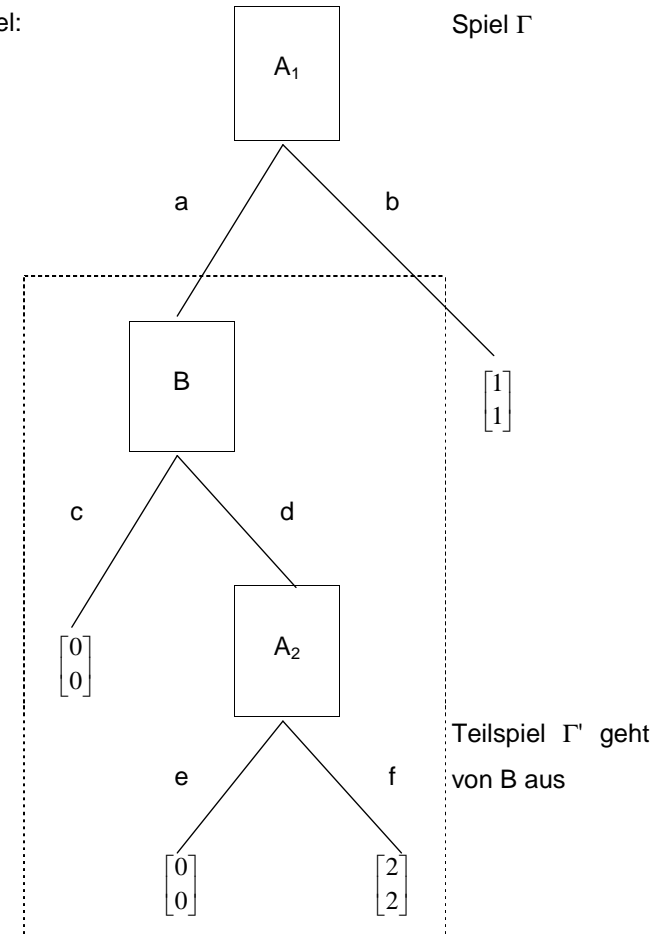 el:
Spiel Γ
A₁
a
b
B
[1
1]
c
d
[0
0]
A₂
Teilspiel Γ' geht
von B aus
e
f
[0
0]
[2
2]